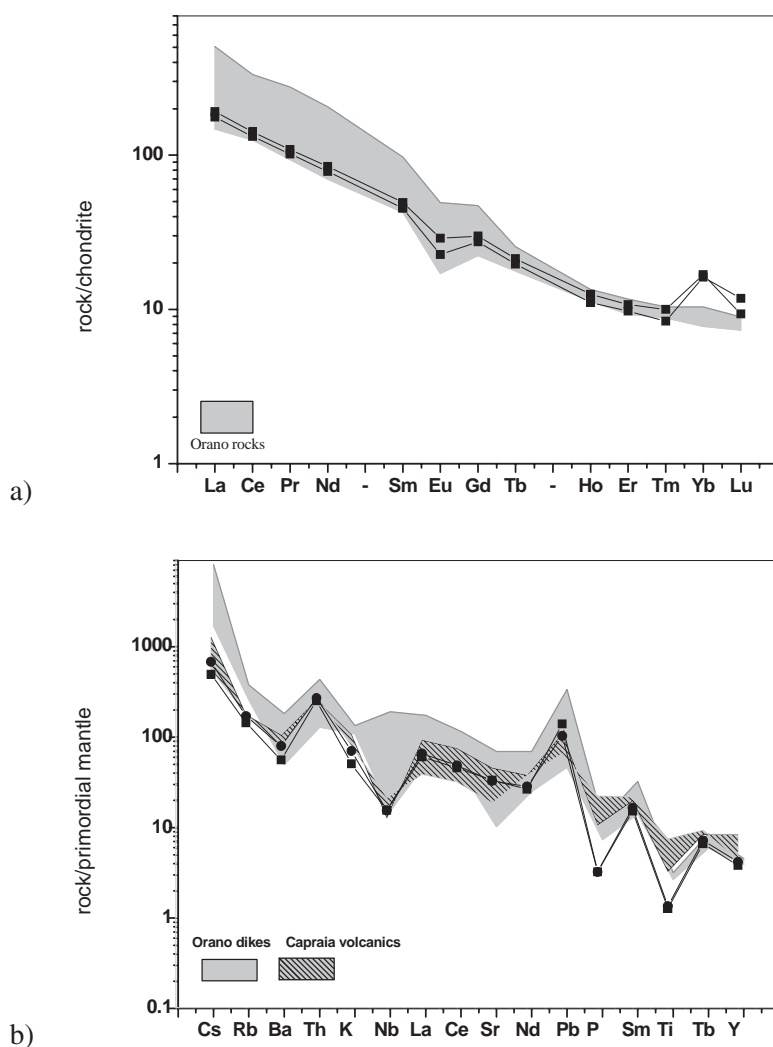 100
10
1
rock/chondrite
Orano rocks
La Ce Pr Nd - Sm Eu Gd Tb - Ho Er Tm Yb Lu
a)
1000
100
10
1
0.1
rock/primordial mantle
Orano dikes Capraia volcanics
Cs Rb Ba Th K Nb La Ce Sr Nd Pb P Sm Ti Tb Y
b)